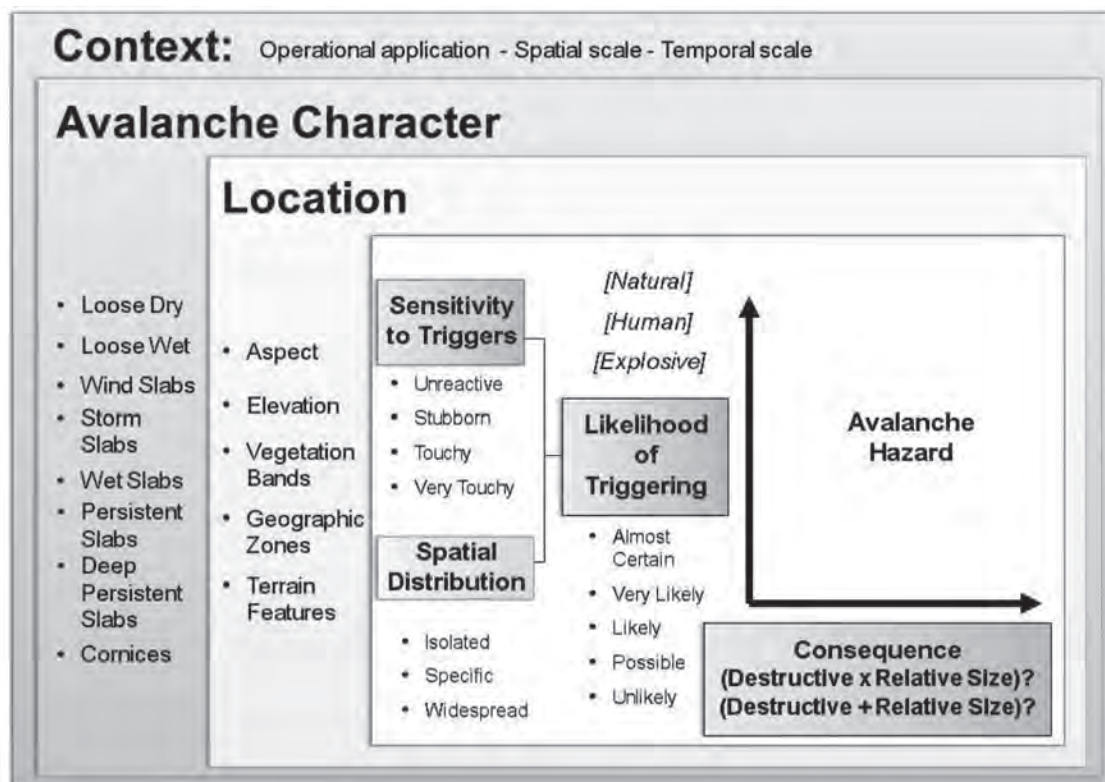 Context: Operational application - Spatial scale - Temporal scale
Avalanche Character
• Loose Dry
• Loose Wet
• Wind Slabs
• Storm
Slabs
• Wet Slabs
• Persistent
Slabs
• Deep
Persistent
Slabs
• Cornices
Location
• Aspect
• Elevation
• Vegetation
Bands
• Geographic
Zones
• Terrain
Features
Sensitivity
to Triggers
• Unreactive
• Stubborn
• Touchy
• Very Touchy
Spatial
Distribution
• Isolated
• Specific
• Widespread
[Natural]
[Human]
[Explosive]
Likelihood
of
Triggering
• Almost
Certain
• Very Likely
• Likely
• Possible
• Unlikely
Avalanche
Hazard
Consequence
(Destructive x Relative Size)?
(Destructive + Relative Size)?